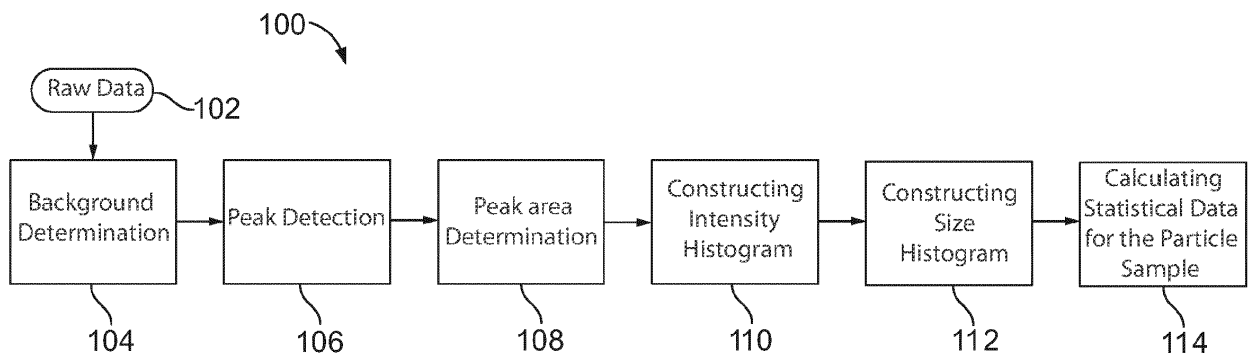 100
Raw Data
102
Background
Determination
Peak Detection
Peak area
Determination
Constructing
Intensity
Histogram
Constructing
Size
Histogram
Calculating
Statistical Data
for the Particle
Sample
104
106
108
110
112
114